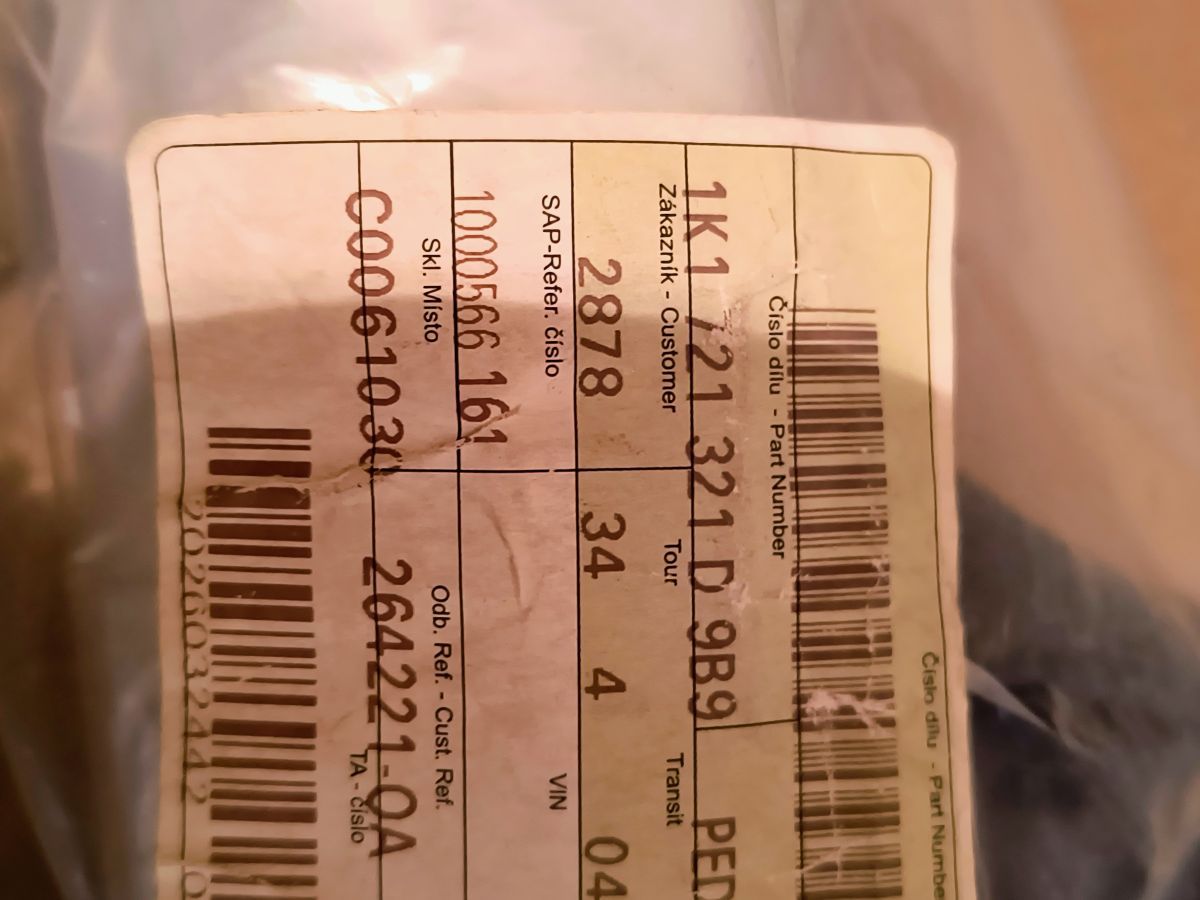 Číslo dílu - Part Numbe
Číslo dílu - Part Number
1K1 721 321 D 9B9 PED
Zákazník - Customer Tour Transit
2878 34 4 04
SAP-Refer. číslo VIN
1000566 161
Skl. Místo Odb. Ref. - Cust. Ref.
C0061030 264221-0A
TA - číslo